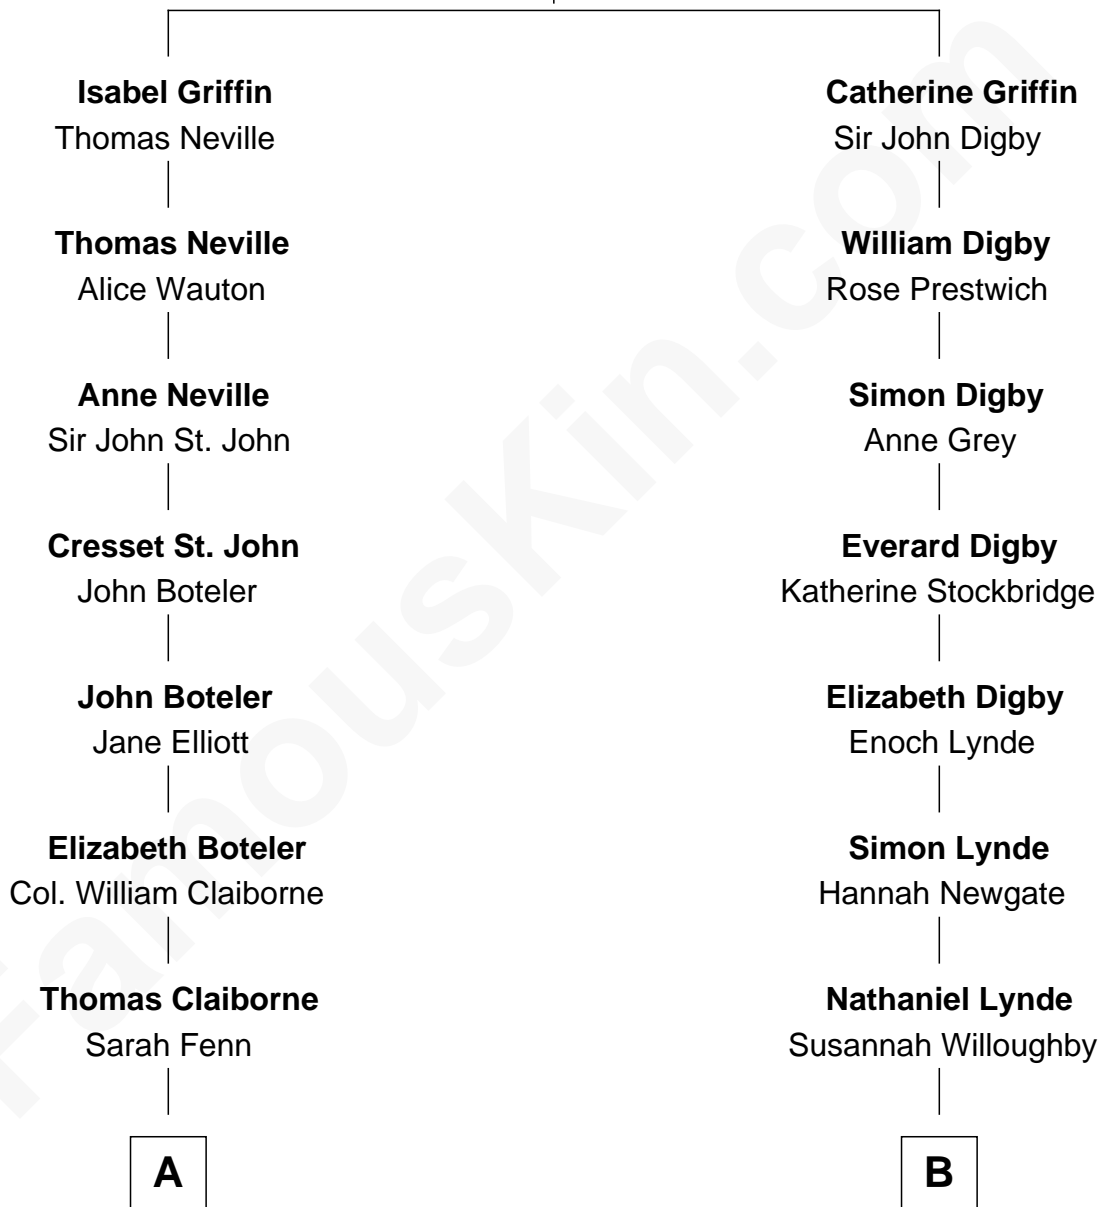 Isabel Griffin
Thomas Neville
Catherine Griffin
Sir John Digby
Thomas Neville
Alice Wauton
William Digby
Rose Prestwich
Anne Neville
Sir John St. John
Simon Digby
Anne Grey
Cresset St. John
John Boteler
Everard Digby
Katherine Stockbridge
John Boteler
Jane Elliott
Elizabeth Digby
Enoch Lynde
Elizabeth Boteler
Col. William Claiborne
Simon Lynde
Hannah Newgate
Thomas Claiborne
Sarah Fenn
Nathaniel Lynde
Susannah Willoughby
A
B
FamousKin.com